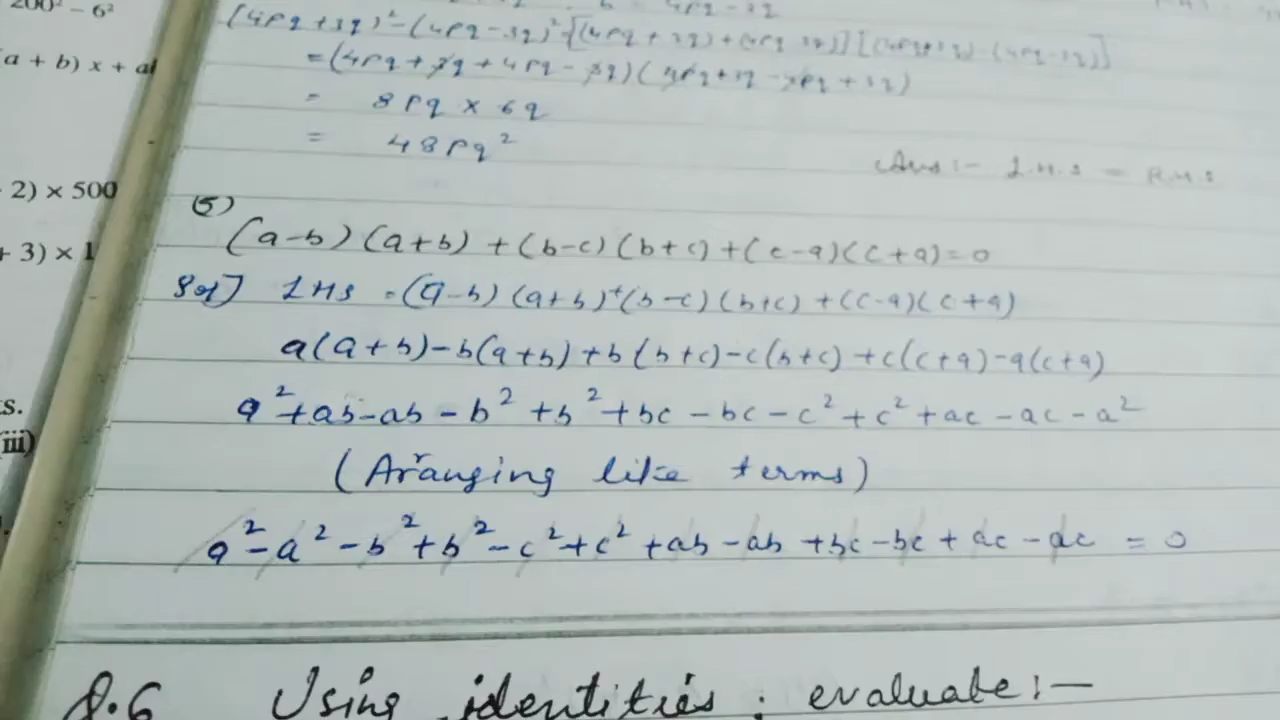 200² − 6²
(4pq + 3q)² − (4pq − 3q)²
(a + b) x + ab
= (4pq + 3q + 4pq − 3q) (4pq + 3q − 4pq + 3q)
= 8pq × 6q
= 48pq²
Ans :- L.H.S = R.H.S
2) × 500
(5)
+ 3) × 1
(a−b) (a+b) + (b−c) (b+c) + (c−a) (c+a) = 0
Sol] LHS = (a−b) (a+b) + (b−c) (b+c) + (c−a) (c+a)
a(a+b) − b(a+b) + b(b+c) − c(b+c) + c(c+a) − a(c+a)
s.
a² + ab − ab − b² + b² + bc − bc − c² + c² + ac − ac − a²
(iii)
(Aranging like terms)
a² − a² − b² + b² − c² + c² + ab − ab + bc − bc + ac − ac = 0
Q.6 Using identities, evaluate :−